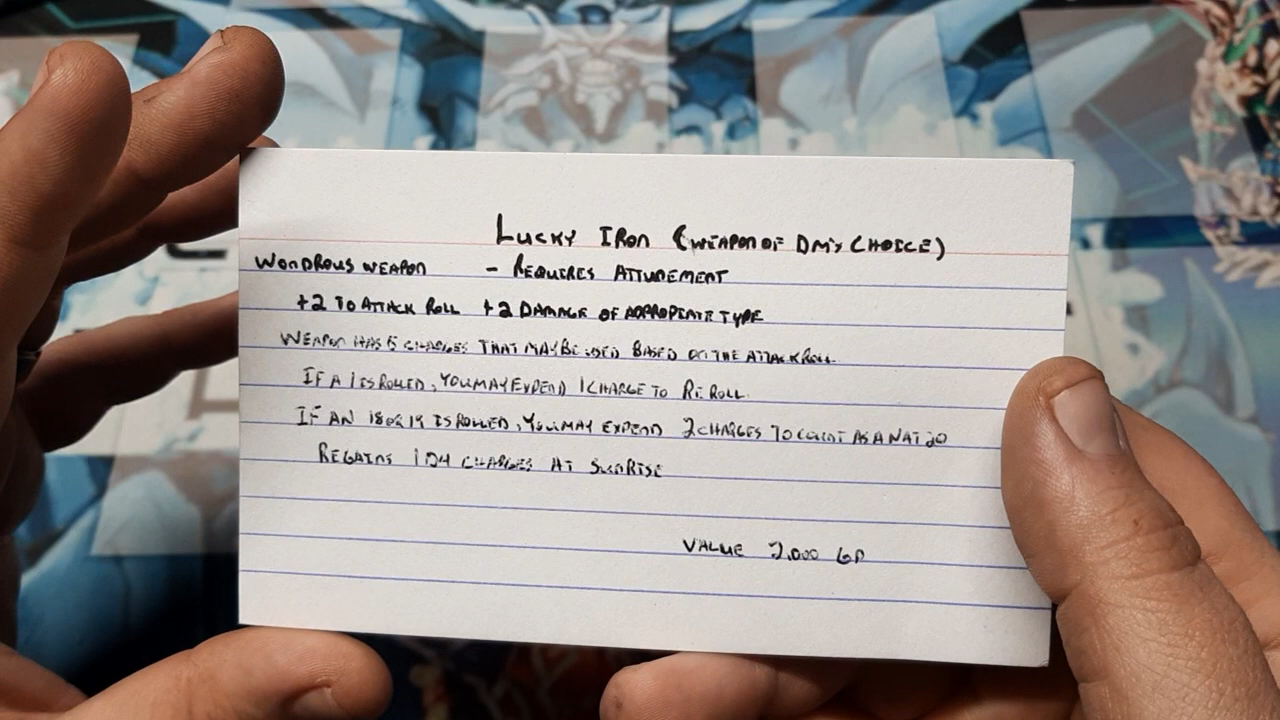 LUCKY IRON (WEAPON OF DM's CHOICE)
WONDROUS WEAPON - REQUIRES ATTUNEMENT
+2 TO ATTACK ROLL +2 DAMAGE OF APPROPRIATE TYPE
WEAPON HAS 5 CHARGES THAT MAY BE USED BASED ON THE ATTACK ROLL.
IF A 1 IS ROLLED, YOU MAY EXPEND 1 CHARGE TO RE ROLL.
IF AN 18 OR 19 IS ROLLED, YOU MAY EXPEND 2 CHARGES TO COUNT AS A NAT 20
REGAINS 1D4 CHARGES AT SUNRISE
VALUE 2,000 GP